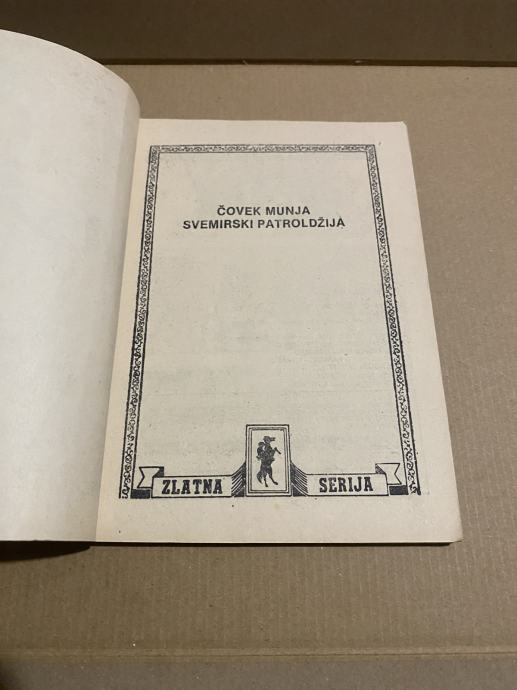 ČOVEK MUNJA
SVEMIRSKI PATROLDŽIJA
ZLATNA SERIJA